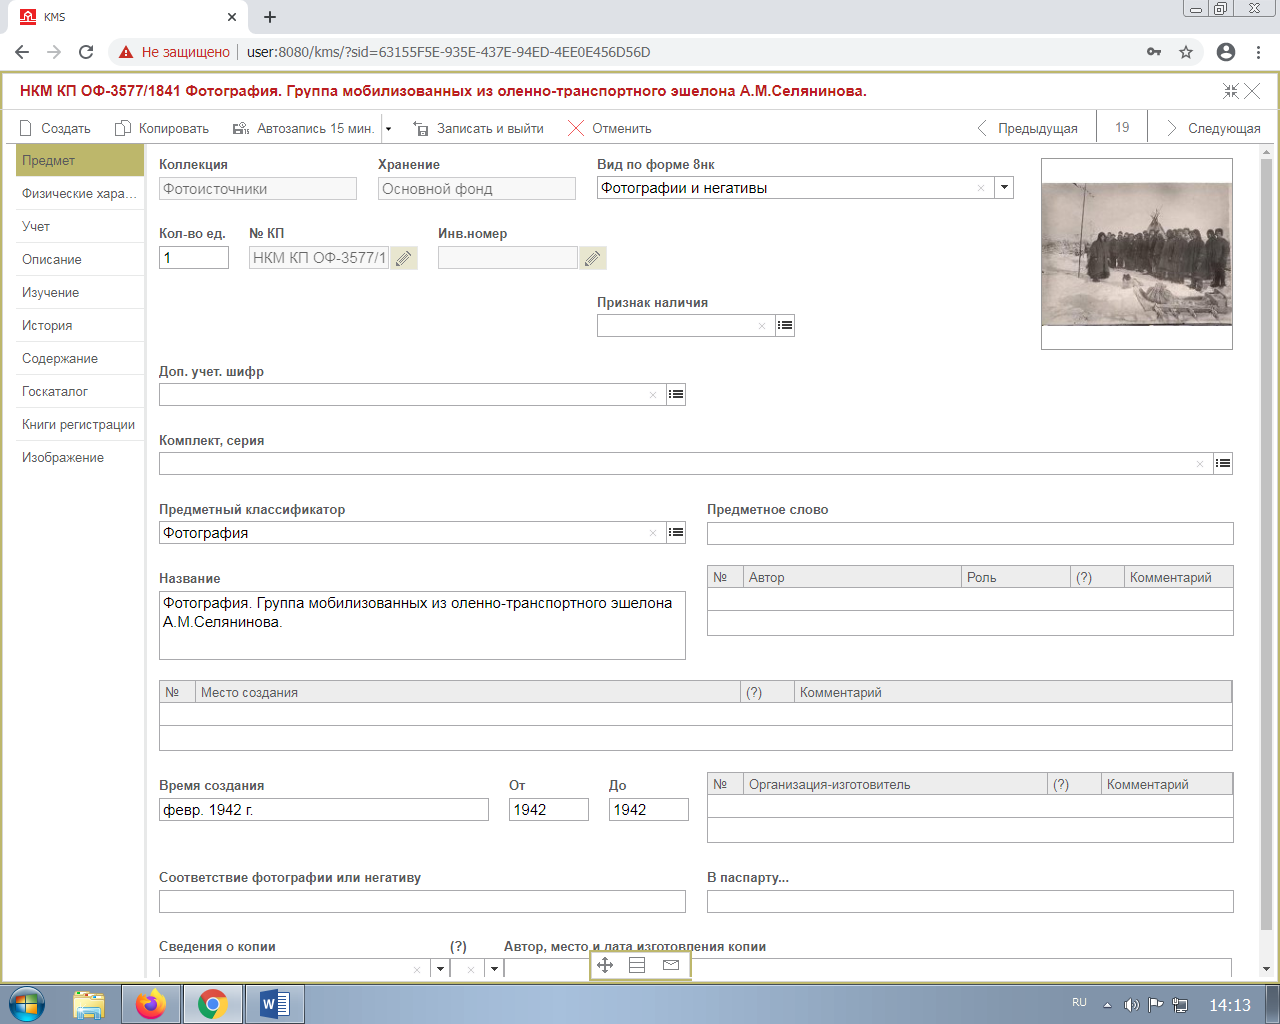 KMS
Не защищено
user:8080/kms/?sid=63155F5E-935E-437E-94ED-4EE0E456D56D
НКМ КП ОФ-3577/1841 Фотография. Группа мобилизованных из оленно-транспортного эшелона А.М.Селянинова.
Создать Копировать Автозапись 15 мин. Записать и выйти Отменить Предыдущая 19 Следующая
Предмет
Физические хара...
Учет
Описание
Изучение
История
Содержание
Госкаталог
Книги регистрации
Изображение
Коллекция Хранение Вид по форме 8нк
Фотоисточники Основной фонд Фотографии и негативы
Кол-во ед. № КП Инв.номер
1 НКМ КП ОФ-3577/1
Признак наличия
Доп. учет. шифр
Комплект, серия
Предметный классификатор Предметное слово
Фотография
Название
Фотография. Группа мобилизованных из оленно-транспортного эшелона
А.М.Селянинова.
№ Автор Роль (?) Комментарий
№ Место создания (?) Комментарий
Время создания От До
февр. 1942 г. 1942 1942
№ Организация-изготовитель (?) Комментарий
Соответствие фотографии или негативу В паспарту...
Сведения о копии (?) Автор, место и дата изготовления копии
RU 14:13